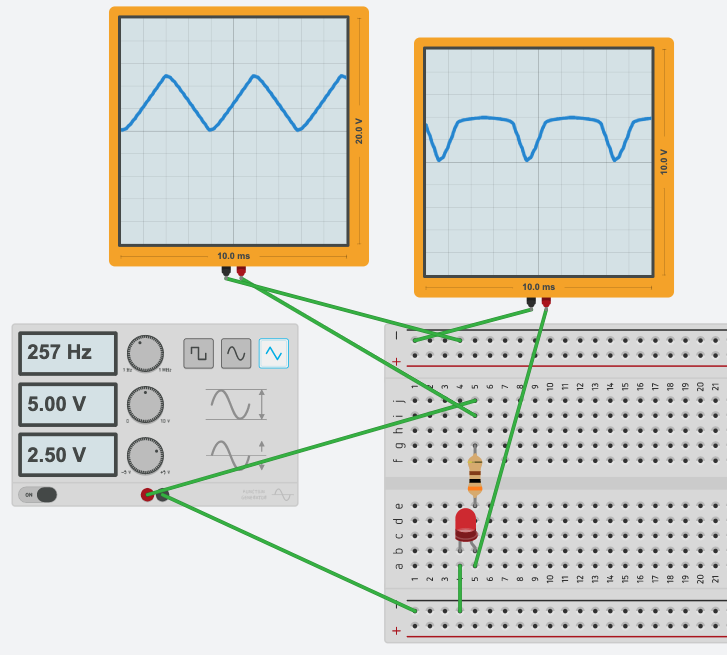 20.0 V
10.0 ms
10.0 V
10.0 ms
257 Hz
1 Hz
1 MHz
5.00 V
0
10 V
2.50 V
-5 V
+5 V
ON
FUNCTION
GENERATOR
−
+
1 2 3 4 5 6 7 8 9 10 11 12 13 14 15 16 17 18 19 20 21
j
i
h
g
f
e
d
c
b
a
1 2 3 4 5 6 7 8 9 10 11 12 13 14 15 16 17 18 19 20 21
−
+